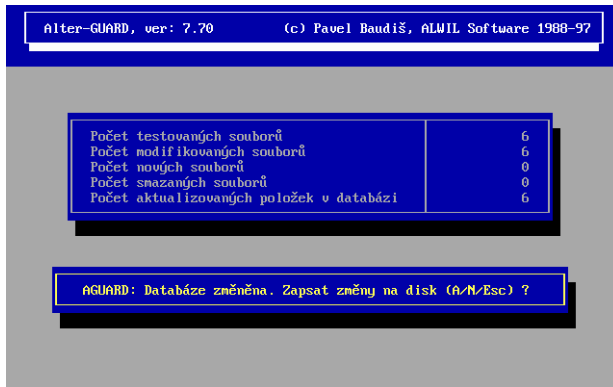 Alter-GUARD, ver: 7.70 (c) Pavel Baudiš, ALWIL Software 1988-97
Počet testovaných souborů 6
Počet modifikovaných souborů 6
Počet nových souborů 0
Počet smazaných souborů 0
Počet aktualizovaných položek v databázi 6
AGUARD: Databáze změněna. Zapsat změny na disk (A/N/Esc) ?